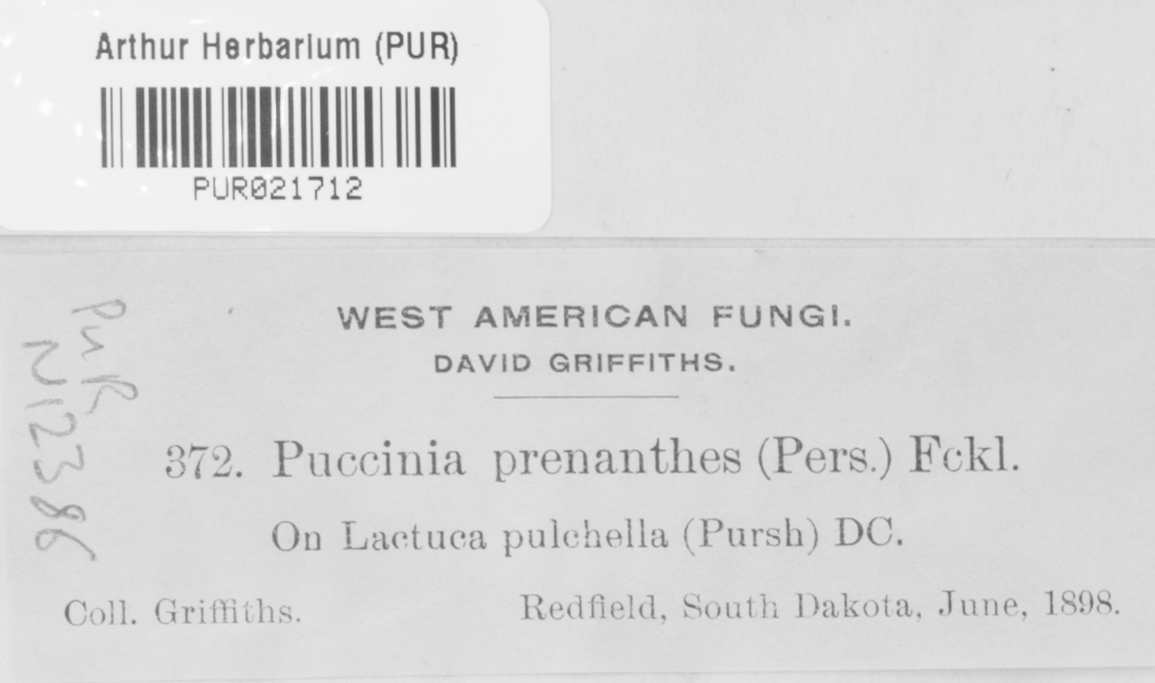 Arthur Herbarium (PUR)
PUR021712
WEST AMERICAN FUNGI.
DAVID GRIFFITHS.
372. Puccinia prenanthes (Pers.) Fckl.
On Lactuca pulchella (Pursh) DC.
Coll. Griffiths. Redfield, South Dakota, June, 1898.
PUR
N12386